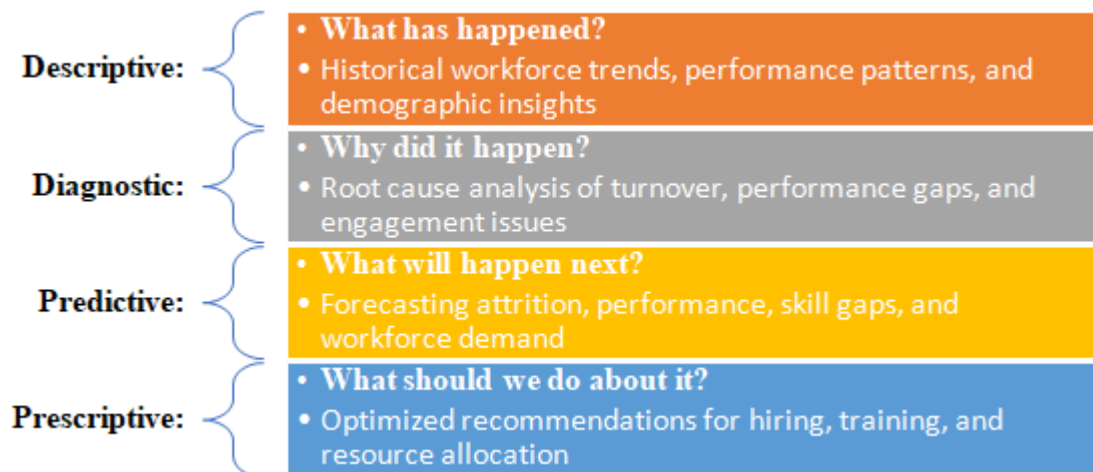 Descriptive:
• What has happened?
• Historical workforce trends, performance patterns, and
demographic insights
Diagnostic:
• Why did it happen?
• Root cause analysis of turnover, performance gaps, and
engagement issues
Predictive:
• What will happen next?
• Forecasting attrition, performance, skill gaps, and
workforce demand
Prescriptive:
• What should we do about it?
• Optimized recommendations for hiring, training, and
resource allocation